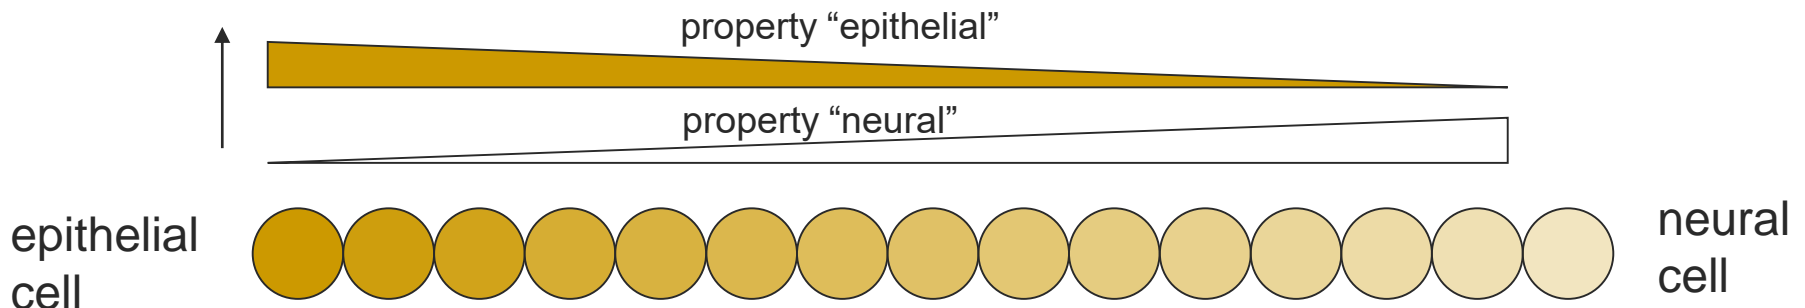 property “epithelial”
property “neural”
epithelial
cell
neural
cell